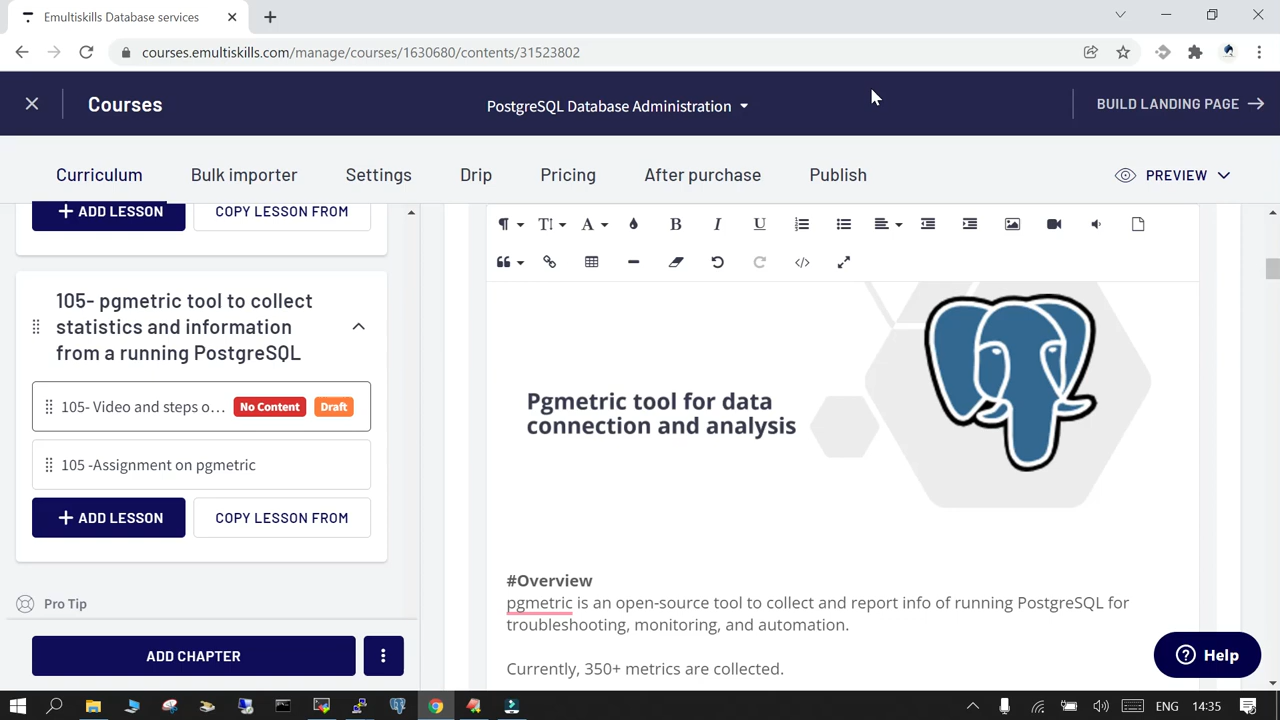 Emultiskills Database services
courses.emultiskills.com/manage/courses/1630680/contents/31523802
Courses
PostgreSQL Database Administration
BUILD LANDING PAGE
Curriculum
Bulk importer
Settings
Drip
Pricing
After purchase
Publish
PREVIEW
ADD LESSON
COPY LESSON FROM
105- pgmetric tool to collect
statistics and information
from a running PostgreSQL
105- Video and steps o...
No Content
Draft
105 -Assignment on pgmetric
ADD LESSON
COPY LESSON FROM
Pro Tip
ADD CHAPTER
Pgmetric tool for data
connection and analysis
#Overview
pgmetric is an open-source tool to collect and report info of running PostgreSQL for
troubleshooting, monitoring, and automation.
Currently, 350+ metrics are collected.
Help
ENG
14:35